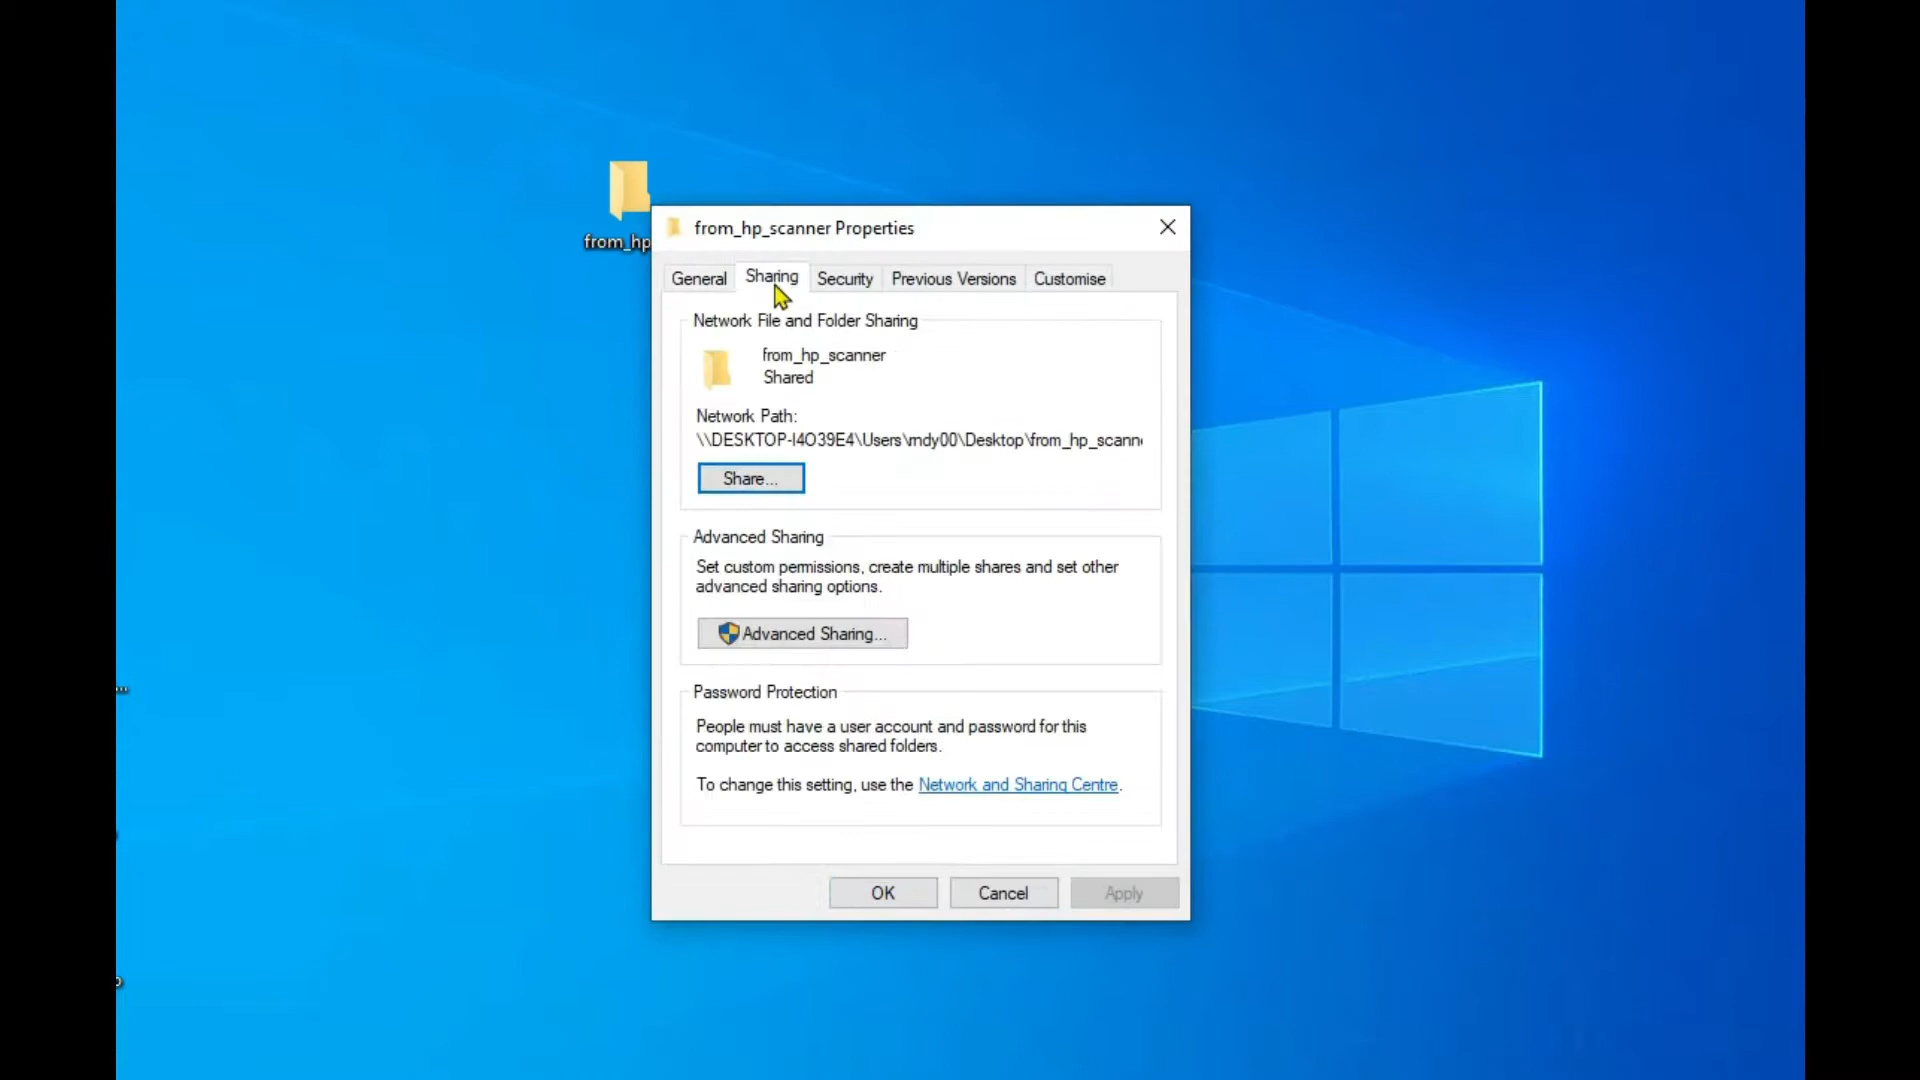 from_hp
from_hp_scanner Properties
General
Sharing
Security
Previous Versions
Customise
Network File and Folder Sharing
from_hp_scanner
Shared
Network Path:
\\DESKTOP-I4O39E4\Users\mdy00\Desktop\from_hp_scann
Share...
Advanced Sharing
Set custom permissions, create multiple shares and set other
advanced sharing options.
Advanced Sharing...
Password Protection
People must have a user account and password for this
computer to access shared folders.
To change this setting, use the Network and Sharing Centre.
OK
Cancel
Apply